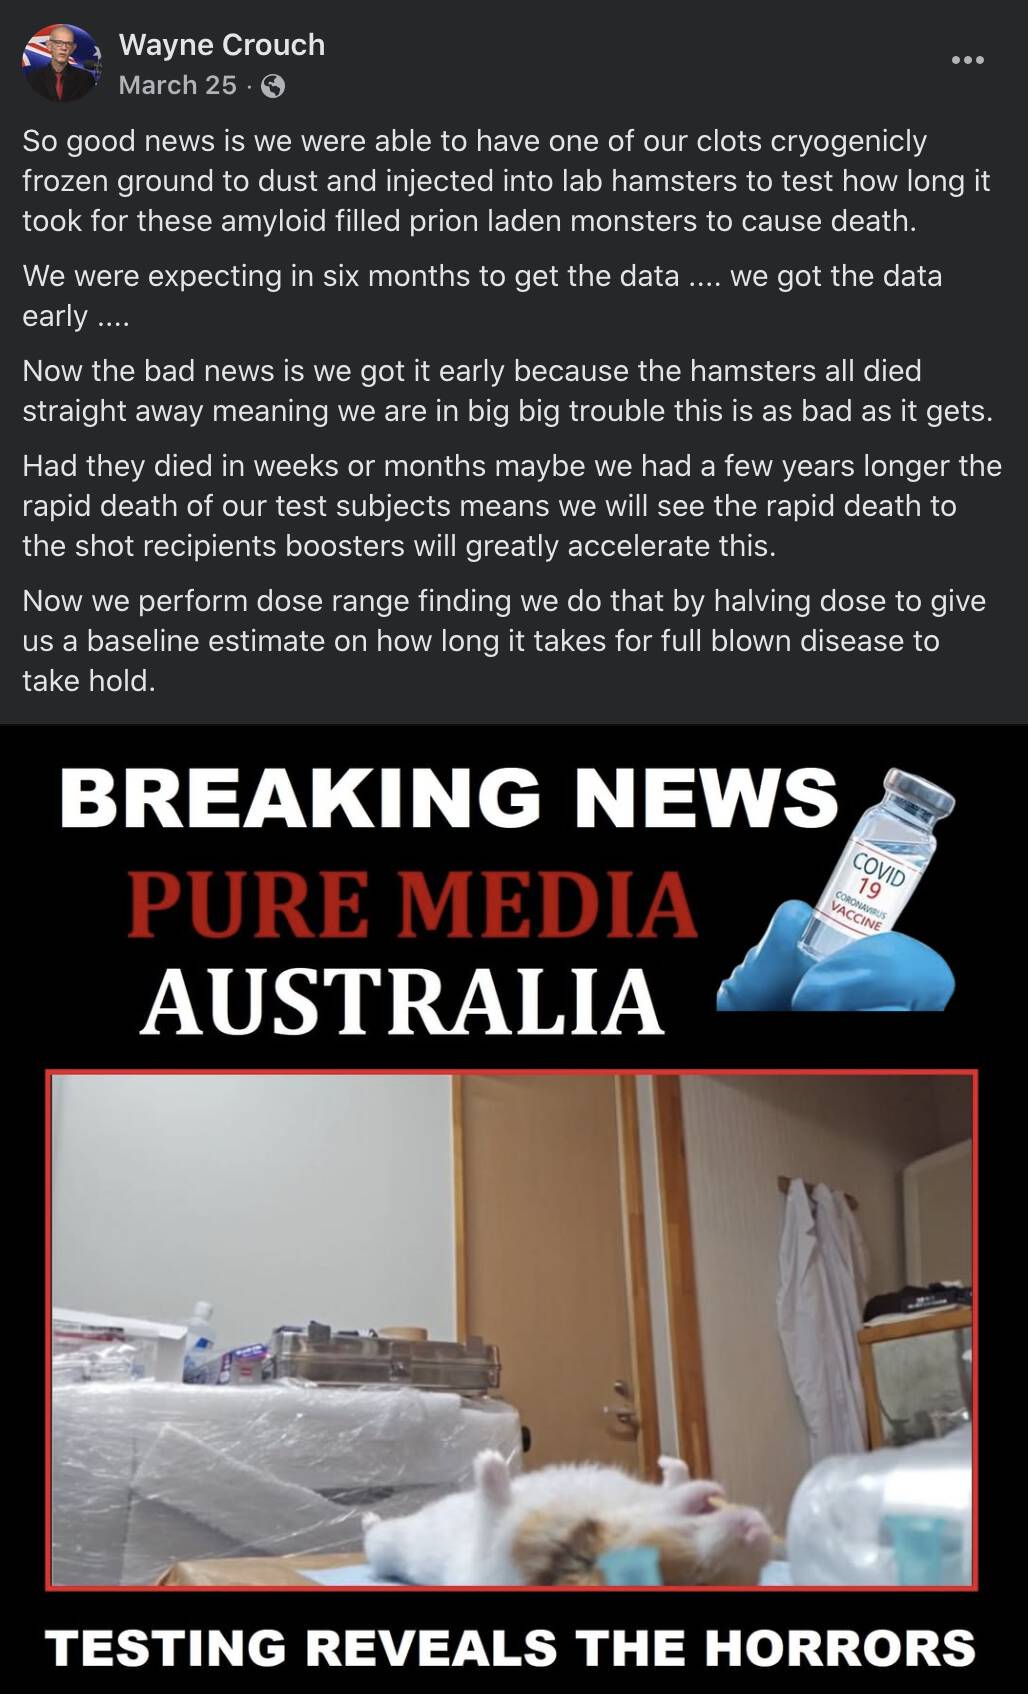 Wayne Crouch
March 25 ·
So good news is we were able to have one of our clots cryogenicly
frozen ground to dust and injected into lab hamsters to test how long it
took for these amyloid filled prion laden monsters to cause death.
We were expecting in six months to get the data .... we got the data
early ....
Now the bad news is we got it early because the hamsters all died
straight away meaning we are in big big trouble this is as bad as it gets.
Had they died in weeks or months maybe we had a few years longer the
rapid death of our test subjects means we will see the rapid death to
the shot recipients boosters will greatly accelerate this.
Now we perform dose range finding we do that by halving dose to give
us a baseline estimate on how long it takes for full blown disease to
take hold.
BREAKING NEWS
PURE MEDIA
AUSTRALIA
COVID
19
CORONAVIRUS
VACCINE
TESTING REVEALS THE HORRORS